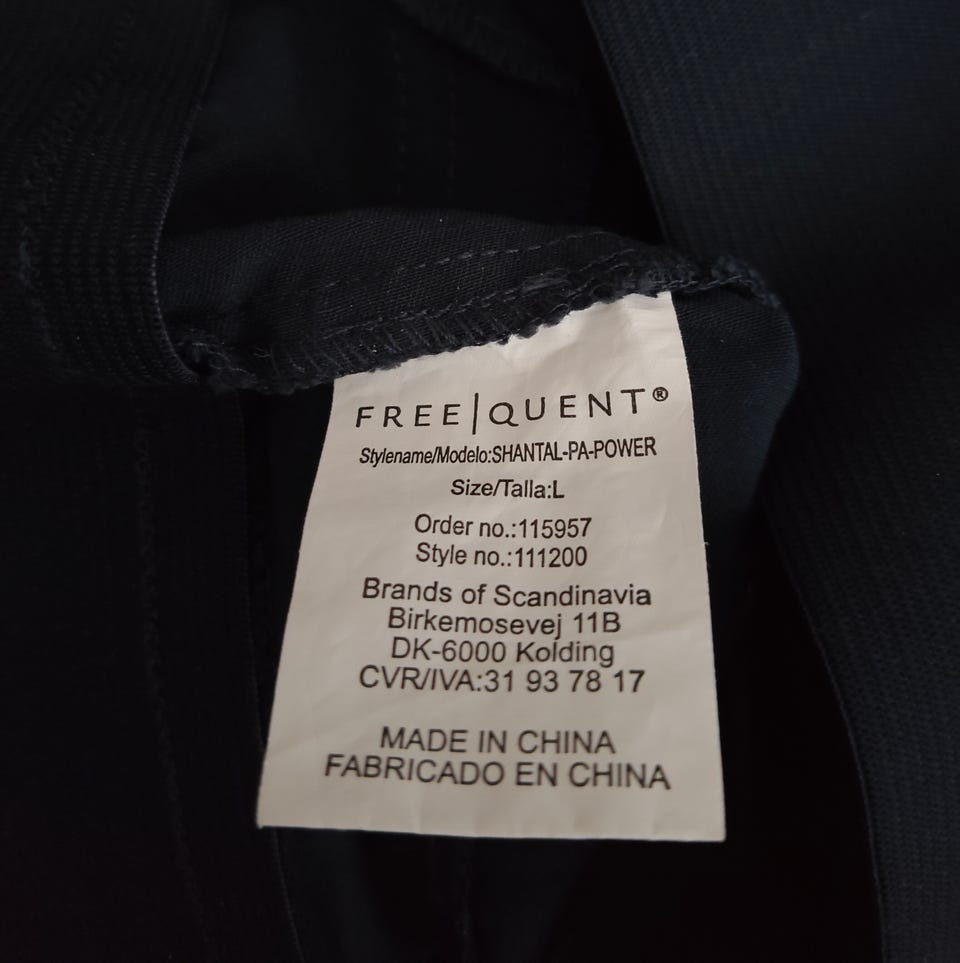 FREE|QUENT®
Stylename/Modelo:SHANTAL-PA-POWER
Size/Talla:L
Order no.:115957
Style no.:111200
Brands of Scandinavia
Birkemosevej 11B
DK-6000 Kolding
CVR/IVA:31 93 78 17
MADE IN CHINA
FABRICADO EN CHINA